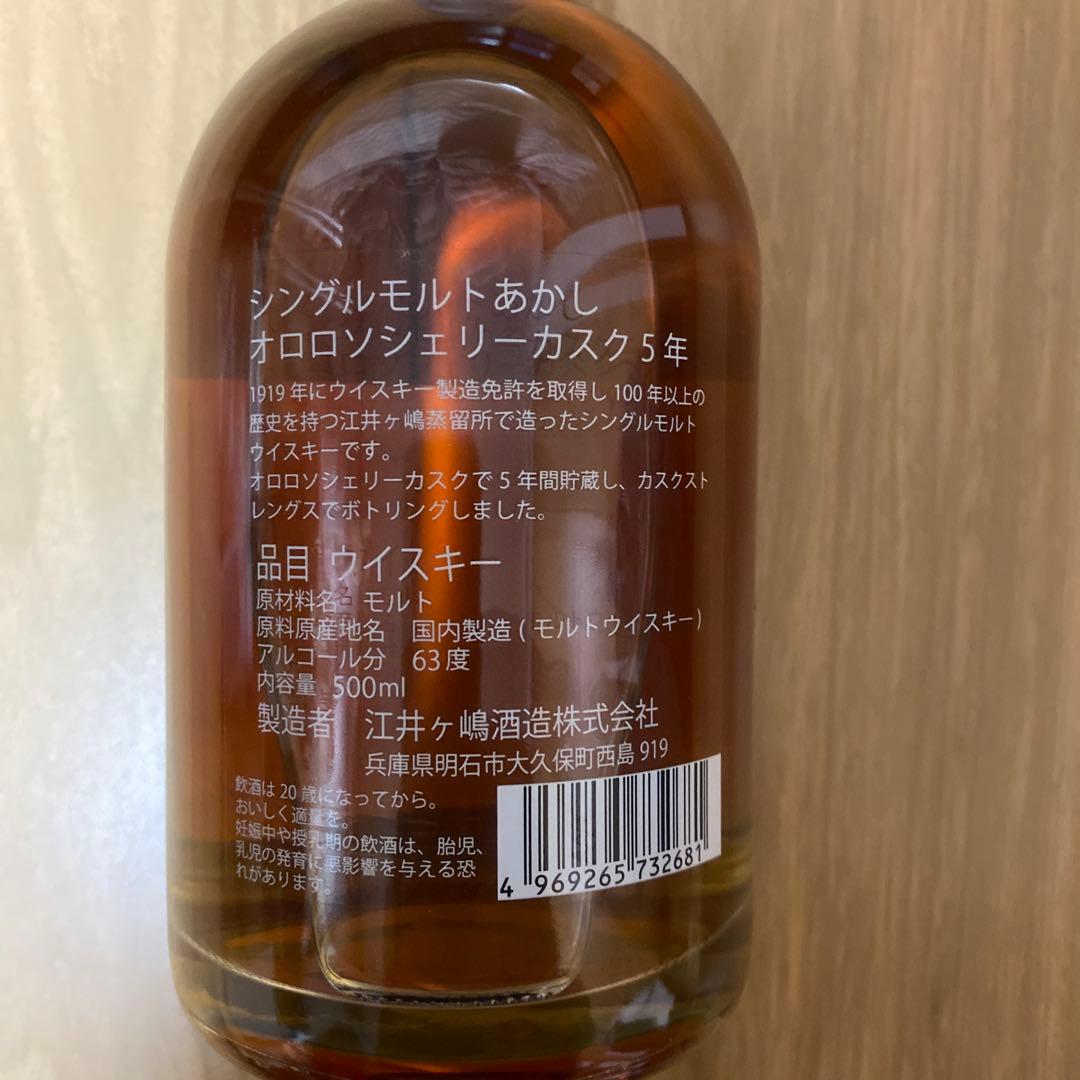 シングルモルトあかし
オロロソシェリーカスク5年
1919年にウイスキー製造免許を取得し100年以上の
歴史を持つ江井ヶ嶋蒸留所で造ったシングルモルト
ウイスキーです。
オロロソシェリーカスクで5年間貯蔵し、カスクスト
レングスでボトリングしました。
品目 ウイスキー
原材料名 モルト
原料原産地名 国内製造(モルトウイスキー)
アルコール分 63度
内容量 500ml
製造者 江井ヶ嶋酒造株式会社
兵庫県明石市大久保町西島919
飲酒は20歳になってから。
おいしく適量を。
妊娠中や授乳期の飲酒は、胎児、
乳児の発育に悪影響を与える恐
れがあります。
4 969265 732681